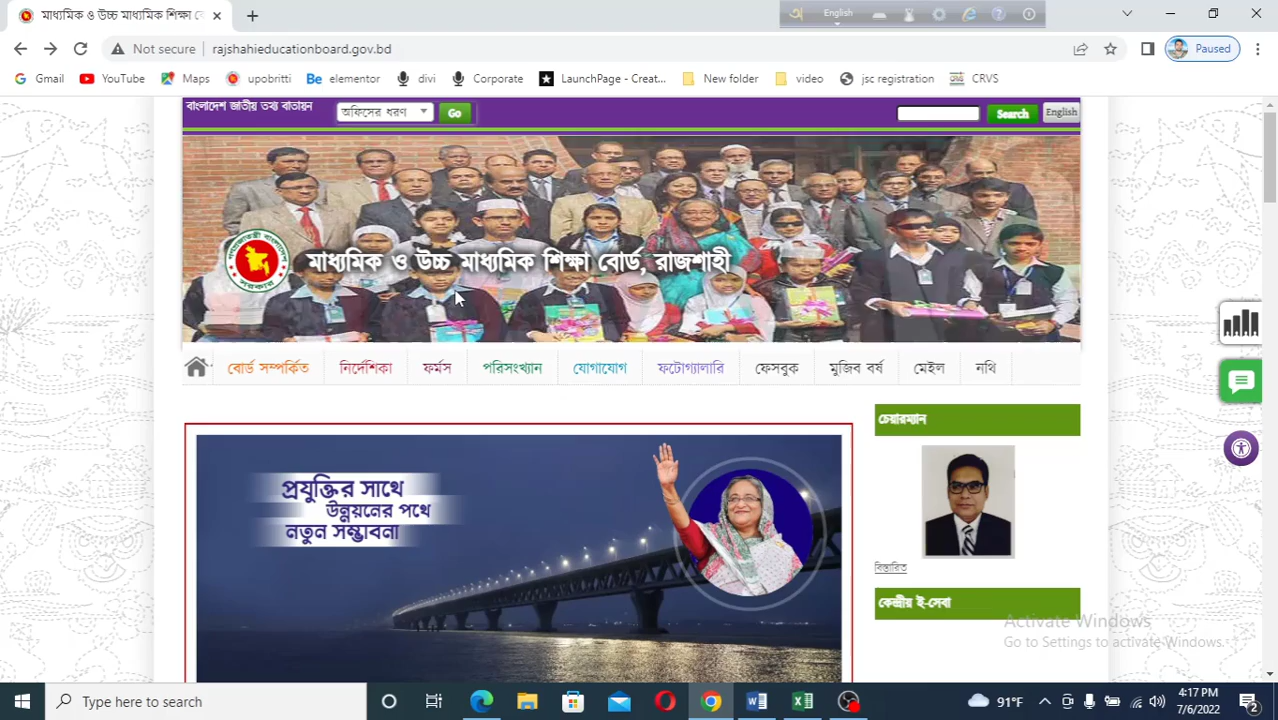 মাধ্যমিক ও উচ্চ মাধ্যমিক শিক্ষা বো
English
Not secure
rajshahieducationboard.gov.bd
Paused
Gmail
YouTube
Maps
upobritti
elementor
divi
Corporate
LaunchPage - Creat...
New folder
video
jsc registration
CRVS
বাংলাদেশ জাতীয় তথ্য বাতায়ন
অফিসের ধরণ
Go
Search
English
মাধ্যমিক ও উচ্চ মাধ্যমিক শিক্ষা বোর্ড, রাজশাহী
বোর্ড সম্পর্কিত
নির্দেশিকা
ফর্মস
পরিসংখ্যান
যোগাযোগ
ফটোগ্যালারি
ফেসবুক
মুজিব বর্ষ
মেইল
নথি
চেয়ারম্যান
প্রযুক্তির সাথে
উন্নয়নের পথে
নতুন সম্ভাবনা
বিস্তারিত
কেন্দ্রীয় ই-সেবা
Activate Windows
Go to Settings to activate Windows.
Type here to search
91°F
4:17 PM
7/6/2022
2